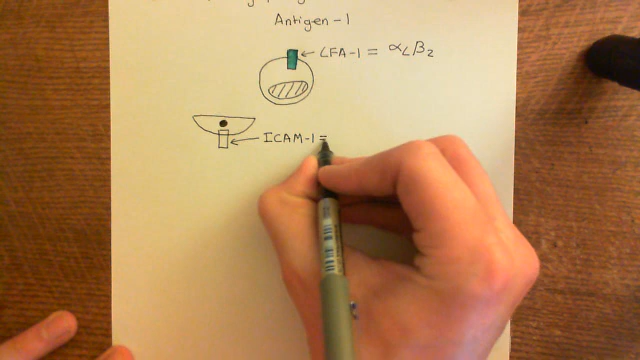 Antigen-1
LFA-1 = αLβ2
ICAM-1 =